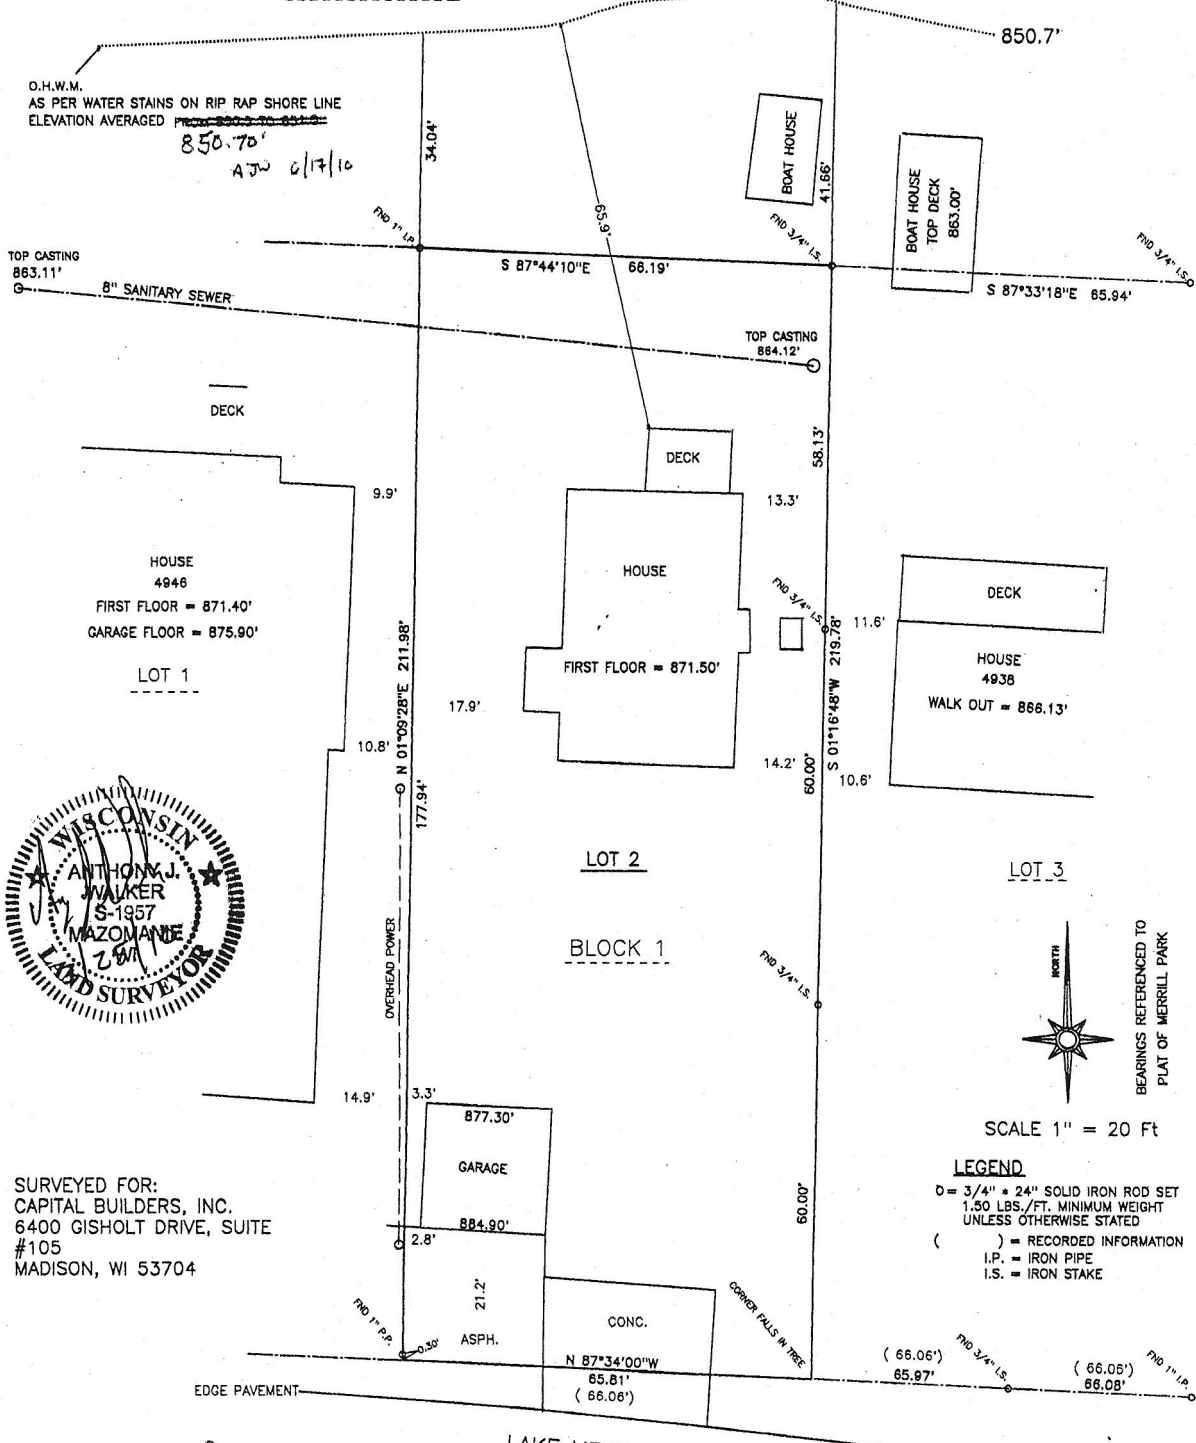 850.7'
O.H.W.M.
AS PER WATER STAINS ON RIP RAP SHORE LINE
ELEVATION AVERAGED
850.70'
AJW 6/17/10
34.04'
65.9'
BOAT HOUSE
41.66'
BOAT HOUSE
TOP DECK
863.00'
FND 1" I.P.
FND 3/4" I.S.
FND 3/4" I.S.
S 87°44'10"E 66.19'
S 87°33'18"E 65.94'
TOP CASTING
863.11'
8" SANITARY SEWER
TOP CASTING
864.12'
DECK
DECK
58.13'
9.9'
13.3'
HOUSE
4946
FIRST FLOOR = 871.40'
GARAGE FLOOR = 875.90'
LOT 1
HOUSE
FIRST FLOOR = 871.50'
FND 3/4" I.S.
11.6'
DECK
HOUSE
4938
WALK OUT = 866.13'
N 01°09'28"E 211.98'
S 01°16'48"W 219.78'
17.9'
10.8'
14.2'
10.6'
177.94'
60.00'
WISCONSIN
ANTHONY J.
WALKER
S-1957
MAZOMANIE
WI
LAND SURVEYOR
LOT 2
BLOCK 1
LOT 3
OVERHEAD POWER
FND 3/4" I.S.
NORTH
BEARINGS REFERENCED TO
PLAT OF MERRILL PARK
SCALE 1" = 20 Ft
14.9'
3.3'
877.30'
GARAGE
884.90'
2.8'
60.00'
LEGEND
O= 3/4" * 24" SOLID IRON ROD SET
1.50 LBS./FT. MINIMUM WEIGHT
UNLESS OTHERWISE STATED
( ) = RECORDED INFORMATION
I.P. = IRON PIPE
I.S. = IRON STAKE
SURVEYED FOR:
CAPITAL BUILDERS, INC.
6400 GISHOLT DRIVE, SUITE
#105
MADISON, WI 53704
21.2'
ASPH.
CONC.
FND 1" P.P.
0.30'
CORNER FALLS IN TREE
N 87°34'00"W
65.81'
( 66.06')
( 66.06')
65.97'
FND 3/4" I.S.
( 66.06')
66.08'
FND 1" I.P.
EDGE PAVEMENT
LAKE